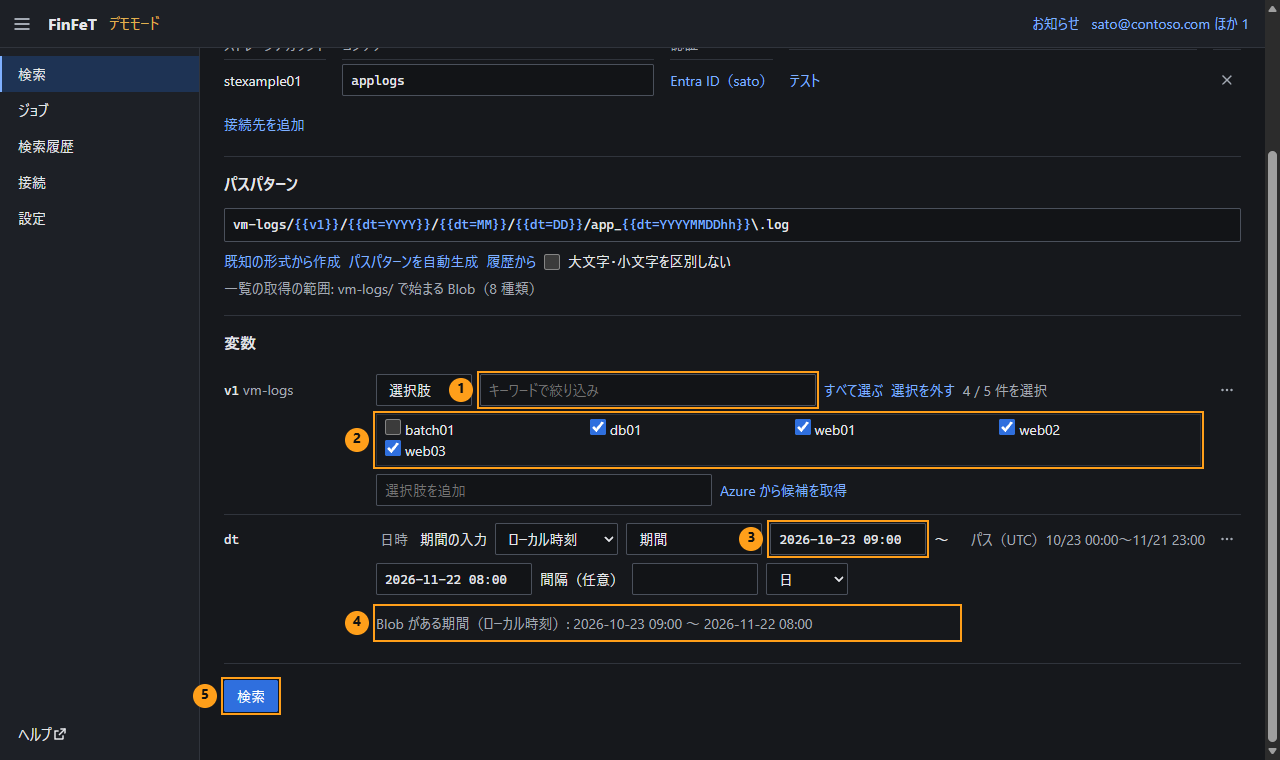 FinFeT デモモード
お知らせ sato@contoso.com ほか 1
検索
ジョブ
検索履歴
接続
設定
ヘルプ
stexample01 applogs Entra ID（sato） テスト ×
接続先を追加
パスパターン
vm-logs/{{v1}}/{{dt=YYYY}}/{{dt=MM}}/{{dt=DD}}/app_{{dt=YYYYMMDDhh}}\.log
既知の形式から作成 パスパターンを自動生成 履歴から 大文字・小文字を区別しない
一覧の取得の範囲: vm-logs/ で始まる Blob（8 種類）
変数
v1 vm-logs 選択肢 1 キーワードで絞り込み すべて選ぶ 選択を外す 4 / 5 件を選択 …
2 batch01 db01 web01 web02
web03
選択肢を追加 Azure から候補を取得
dt 日時 期間の入力 ローカル時刻 期間 3 2026-10-23 09:00 ～ パス（UTC）10/23 00:00～11/21 23:00 …
2026-11-22 08:00 間隔（任意） 日
4 Blob がある期間（ローカル時刻）: 2026-10-23 09:00 ～ 2026-11-22 08:00
5 検索